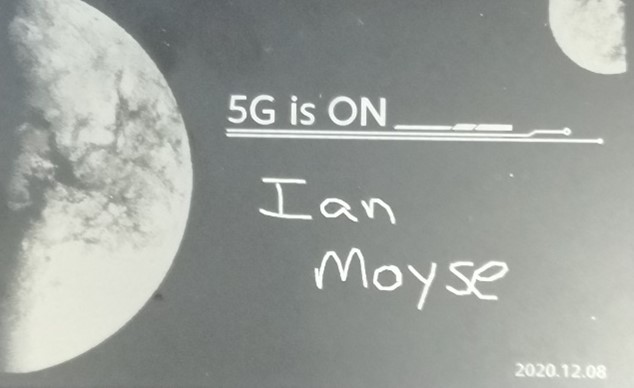 5G is ON
Ian
Moyse
2020.12.08